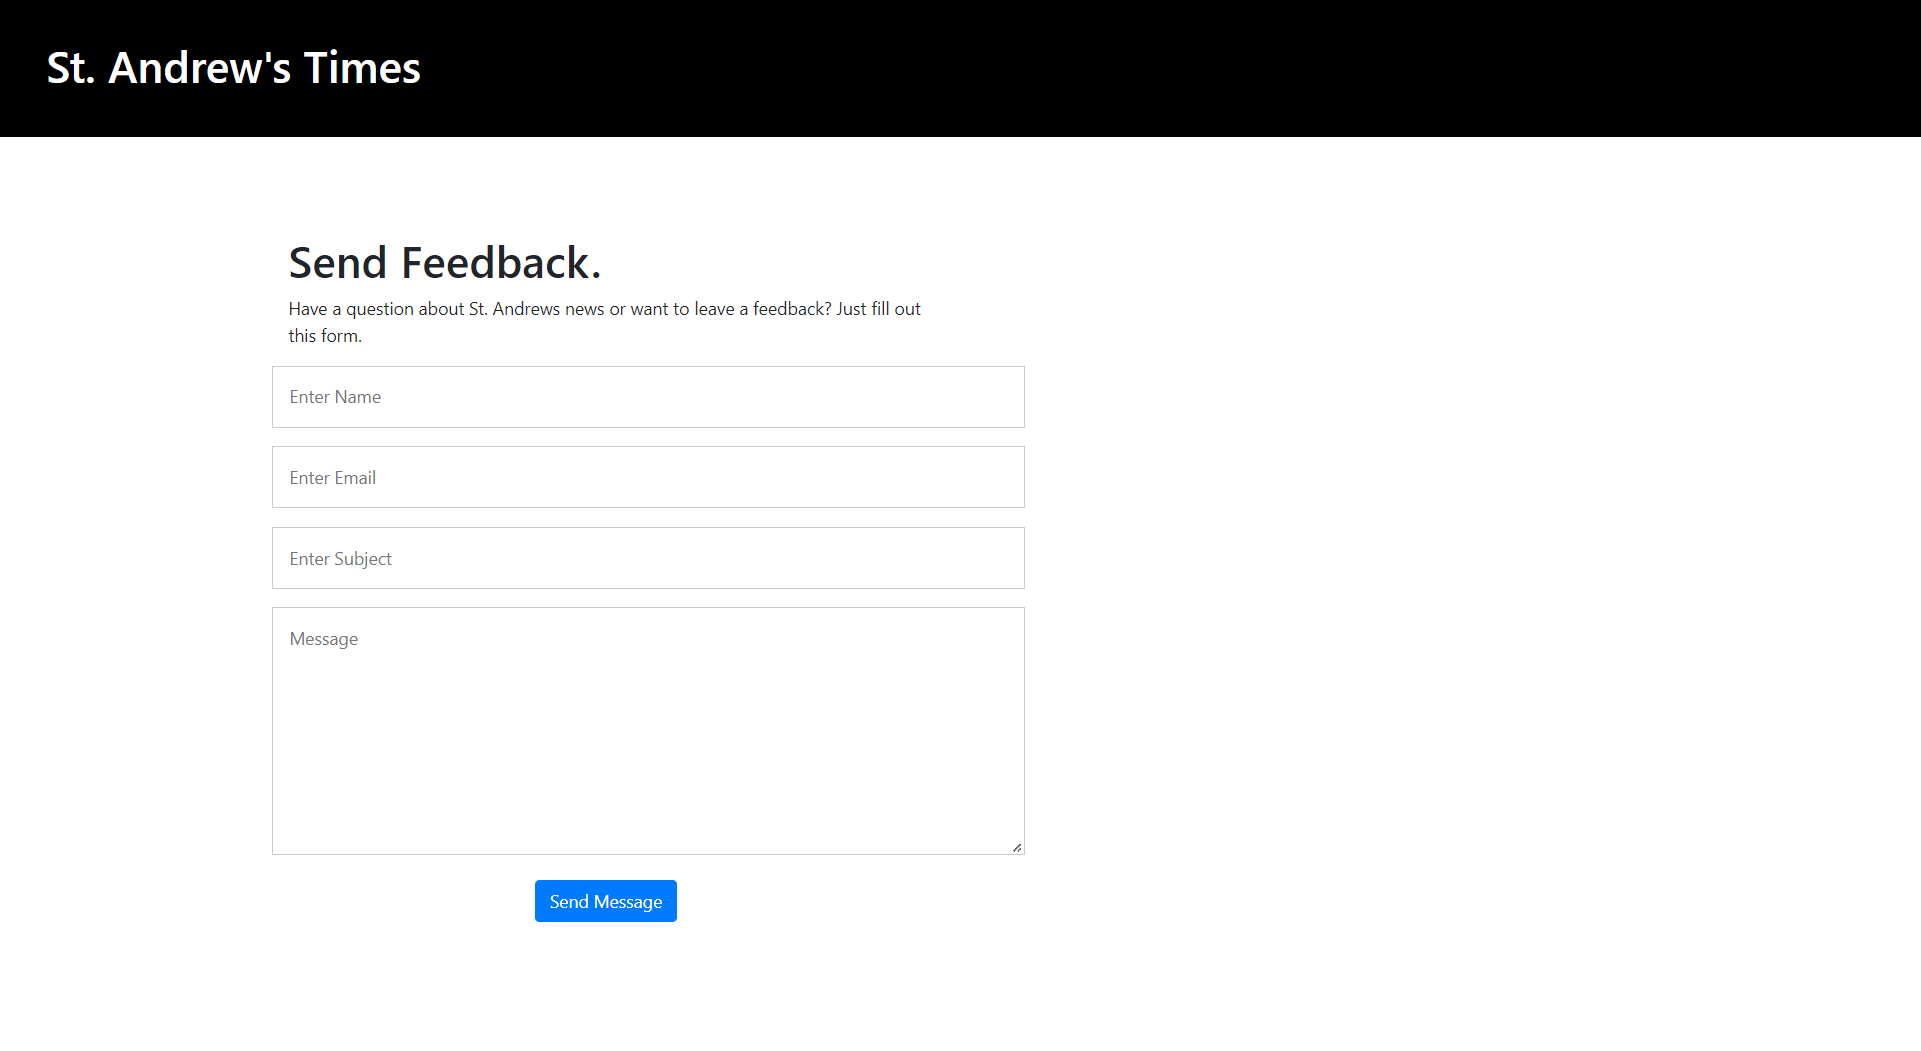 St. Andrew's Times
Send Feedback.
Have a question about St. Andrews news or want to leave a feedback? Just fill out
this form.
Enter Name
Enter Email
Enter Subject
Message
Send Message